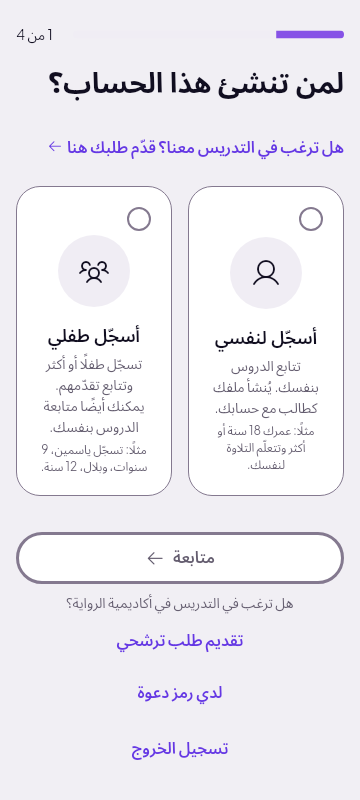 1 من 4
لمن تنشئ هذا الحساب؟
هل ترغب في التدريس معنا؟ قدّم طلبك هنا ←
أسجّل لنفسي
تتابع الدروس
بنفسك. يُنشأ ملفك
كطالب مع حسابك.
مثلًا: عمرك 18 سنة أو
أكثر وتتعلّم التلاوة
لنفسك.
أسجّل طفلي
تسجّل طفلًا أو أكثر
وتتابع تقدّمهم.
يمكنك أيضًا متابعة
الدروس بنفسك.
مثلًا: تسجّل ياسمين، 9
سنوات، وبلال، 12 سنة.
متابعة ←
هل ترغب في التدريس في أكاديمية الرواية؟
تقديم طلب ترشحي
لدي رمز دعوة
تسجيل الخروج